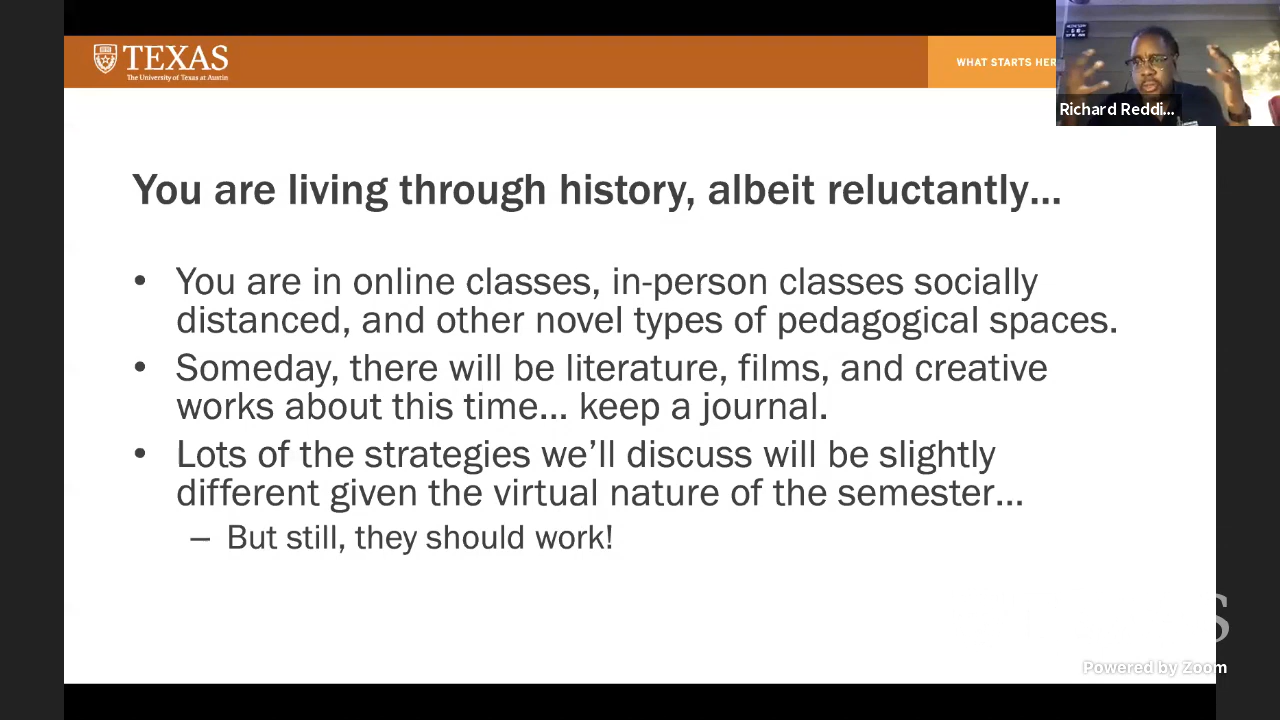 TEXAS
The University of Texas at Austin
WHAT STARTS HER
Richard Reddi...
You are living through history, albeit reluctantly...
• You are in online classes, in-person classes socially
distanced, and other novel types of pedagogical spaces.
• Someday, there will be literature, films, and creative
works about this time... keep a journal.
• Lots of the strategies we’ll discuss will be slightly
different given the virtual nature of the semester...
– But still, they should work!
S
Powered by Zoom